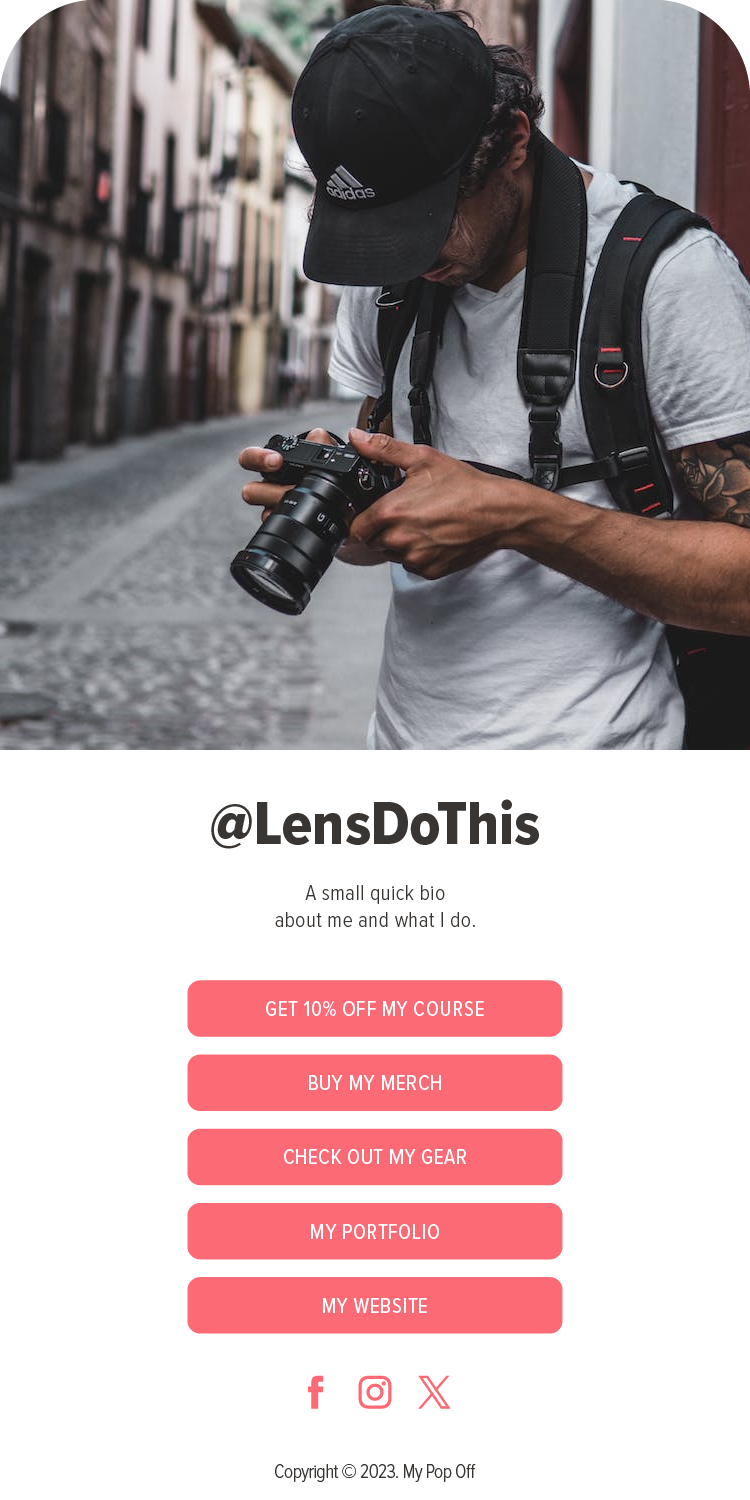 adidas
G
@LensDoThis
A small quick bio
about me and what I do.
GET 10% OFF MY COURSE
BUY MY MERCH
CHECK OUT MY GEAR
MY PORTFOLIO
MY WEBSITE
Copyright © 2023. My Pop Off